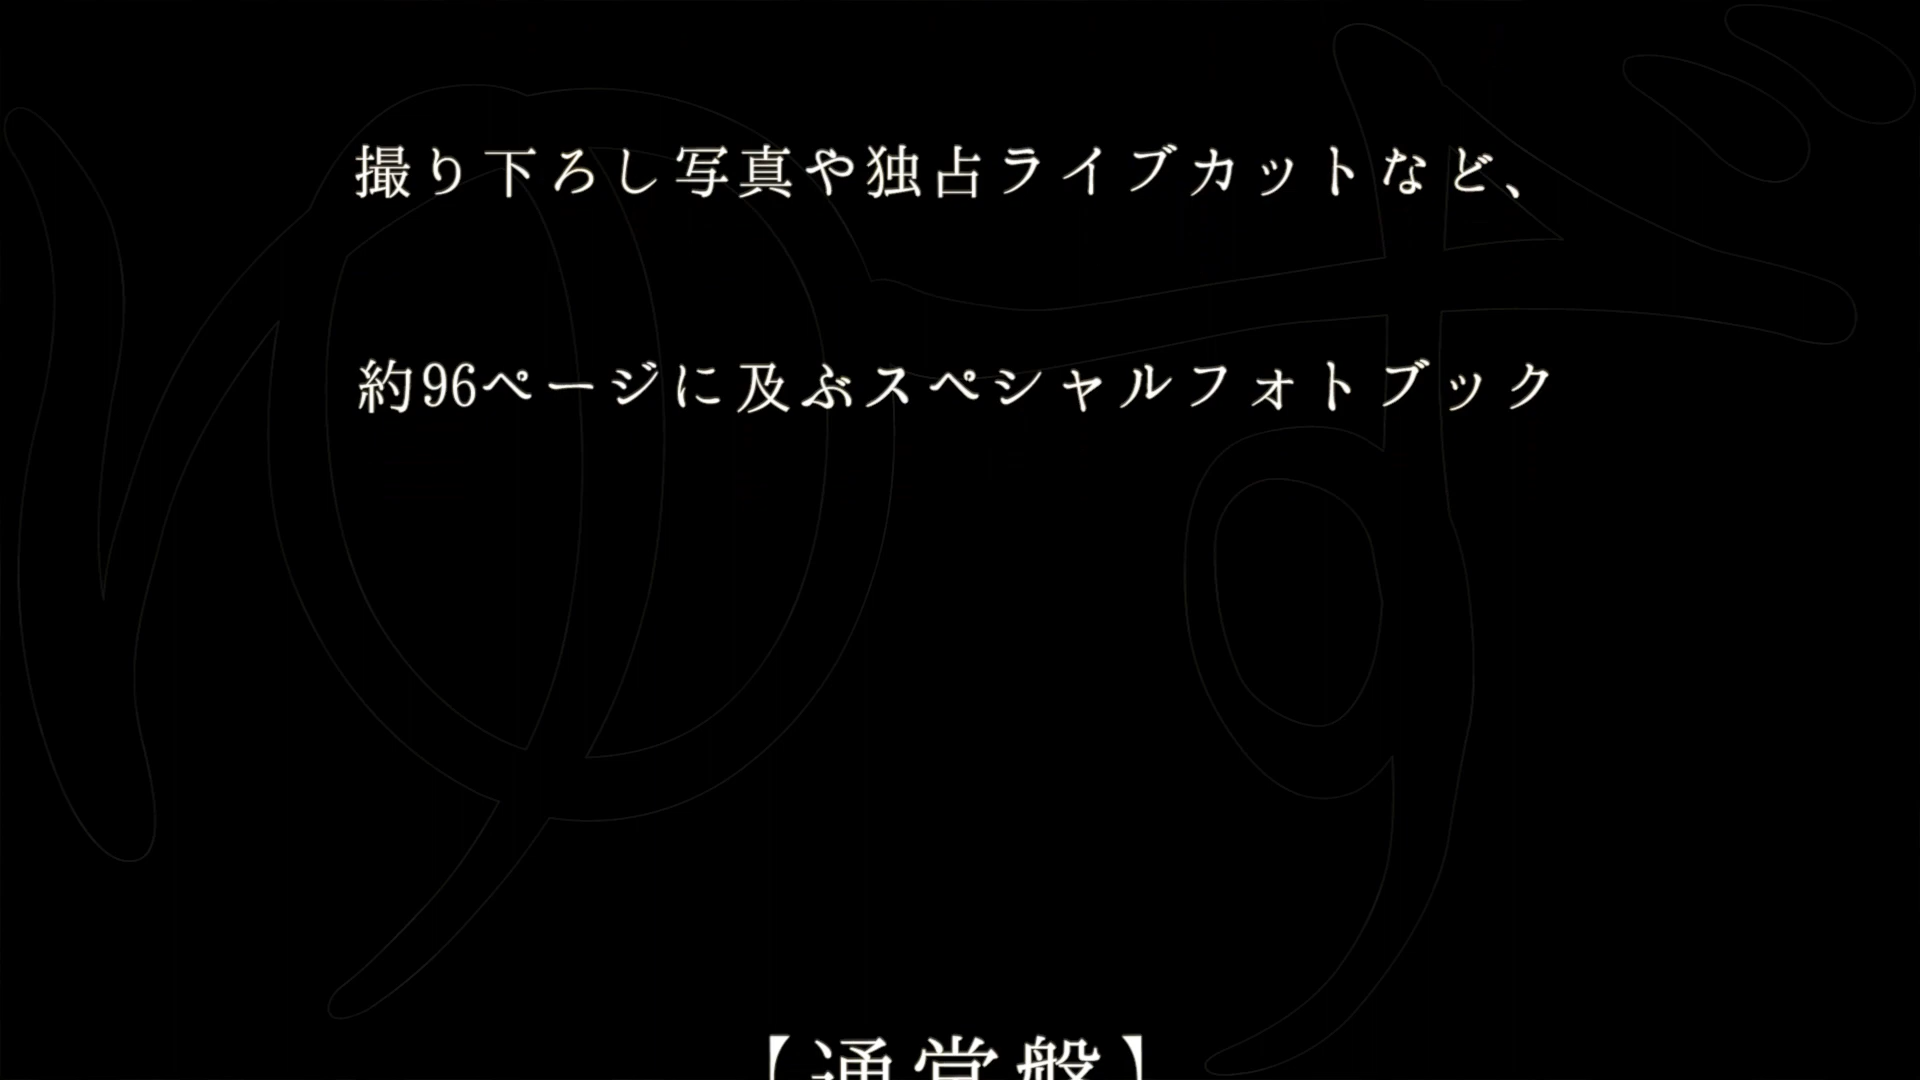 撮り下ろし写真や独占ライブカットなど、
約96ページに及ぶスペシャルフォトブック
【通常盤】
ゆず